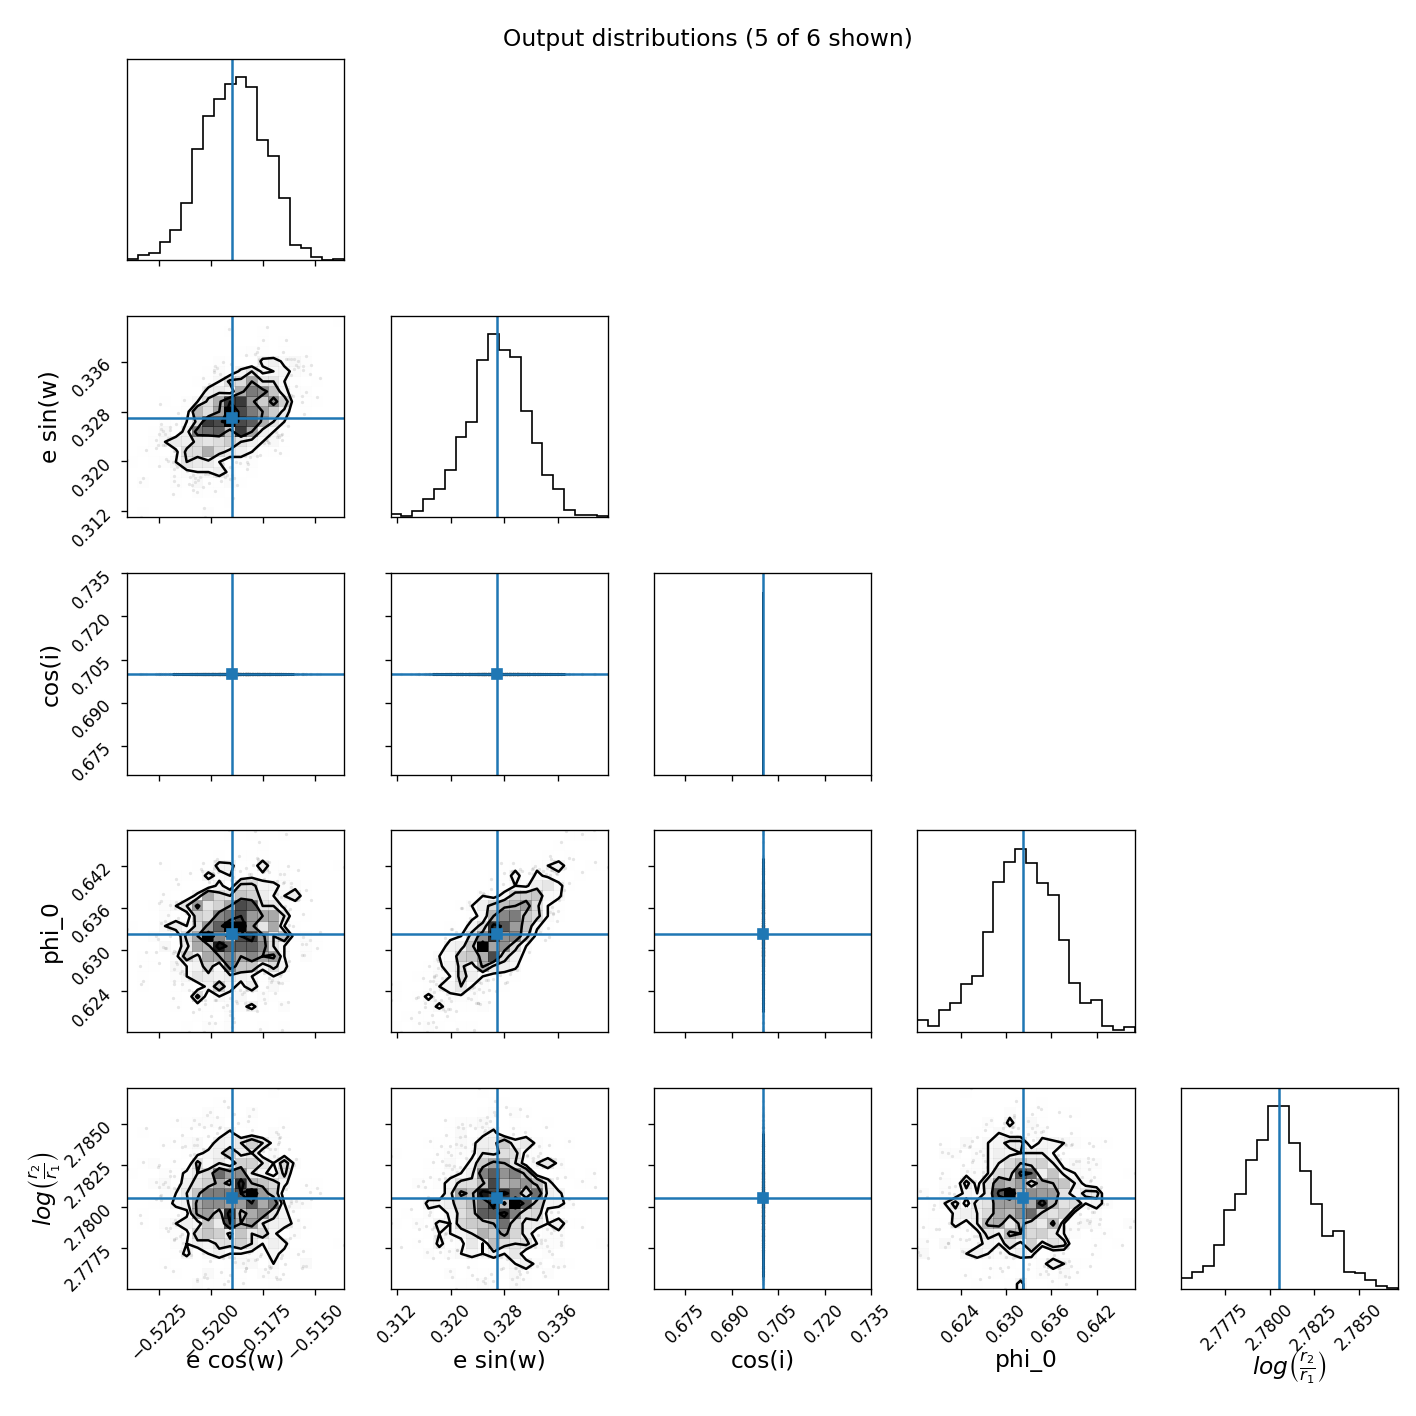 Output distributions (5 of 6 shown)
e sin(w)
0.336
0.328
0.320
0.312
cos(i)
0.735
0.720
0.705
0.690
0.675
phi_0
0.642
0.636
0.630
0.624
log(r₂/r₁)
2.7850
2.7825
2.7800
2.7775
−0.5225 −0.5200 −0.5175 −0.5150 0.312 0.320 0.328 0.336 0.675 0.690 0.705 0.720 0.735 0.624 0.630 0.636 0.642 2.7775 2.7800 2.7825 2.7850
e cos(w) e sin(w) cos(i) phi_0 log(r₂/r₁)